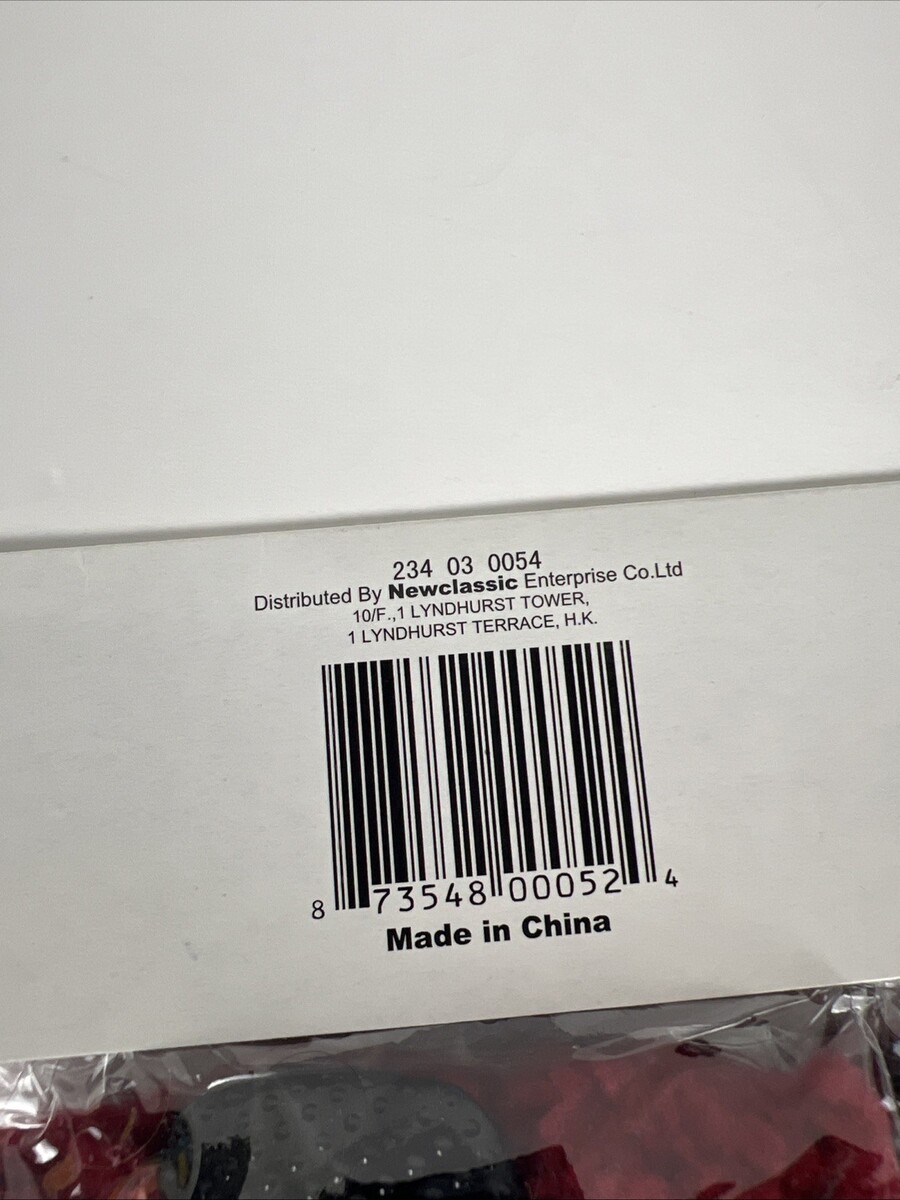 234 03 0054
Distributed By Newclassic Enterprise Co.Ltd
10/F.,1 LYNDHURST TOWER,
1 LYNDHURST TERRACE, H.K.
8 73548 00052 4
Made in China